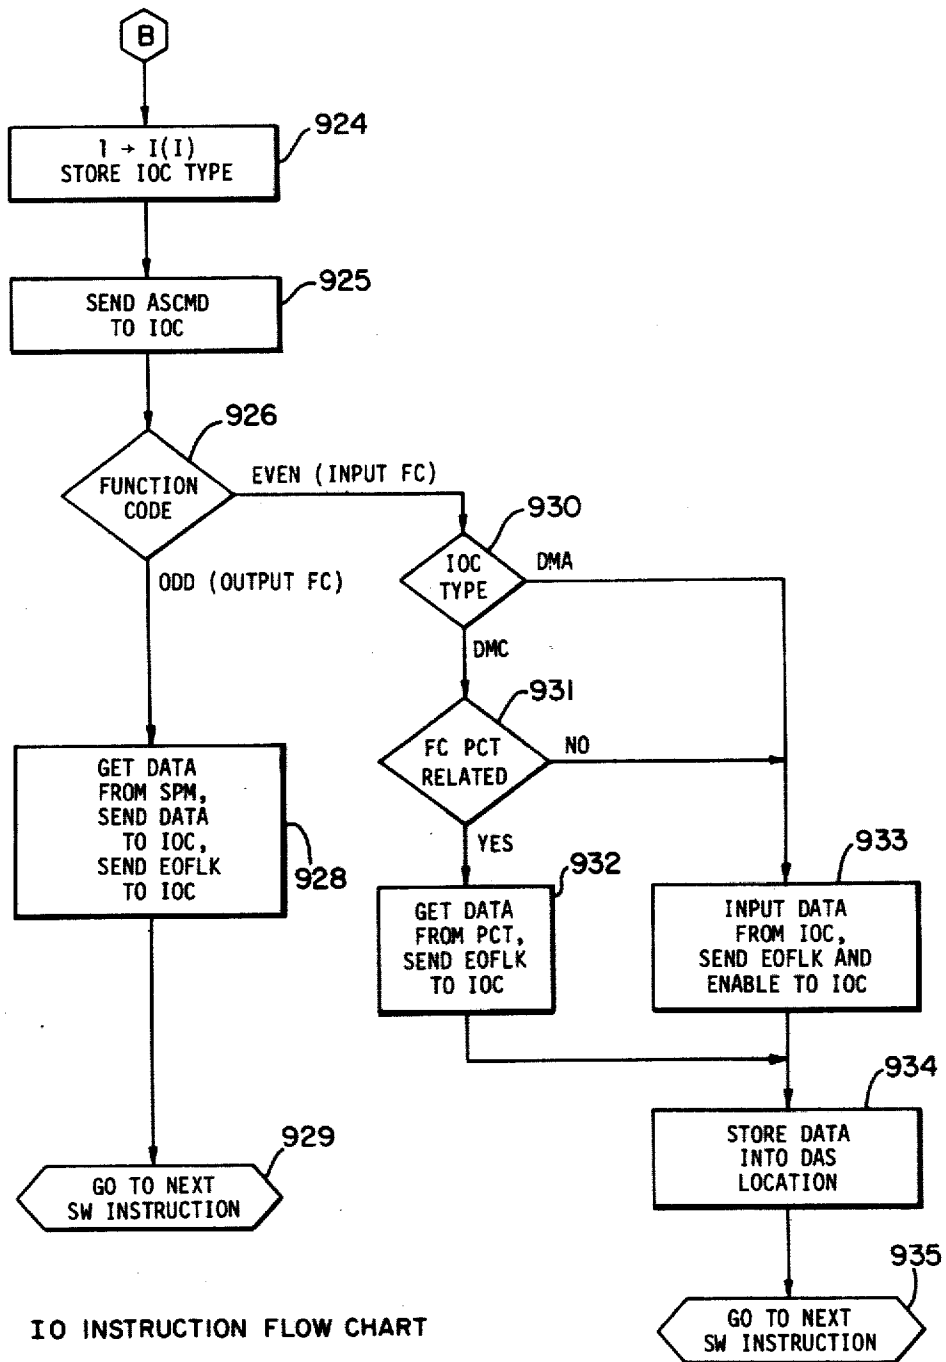 B
924
1 → I(I)
STORE IOC TYPE
925
SEND ASCMD
TO IOC
926
FUNCTION
CODE
EVEN (INPUT FC)
ODD (OUTPUT FC)
930
IOC
TYPE
DMA
DMC
931
FC PCT
RELATED
NO
YES
GET DATA
FROM SPM,
SEND DATA
TO IOC,
SEND EOFLK
TO IOC
928
932
GET DATA
FROM PCT,
SEND EOFLK
TO IOC
933
INPUT DATA
FROM IOC,
SEND EOFLK AND
ENABLE TO IOC
934
STORE DATA
INTO DAS
LOCATION
929
GO TO NEXT
SW INSTRUCTION
935
GO TO NEXT
SW INSTRUCTION
IO INSTRUCTION FLOW CHART